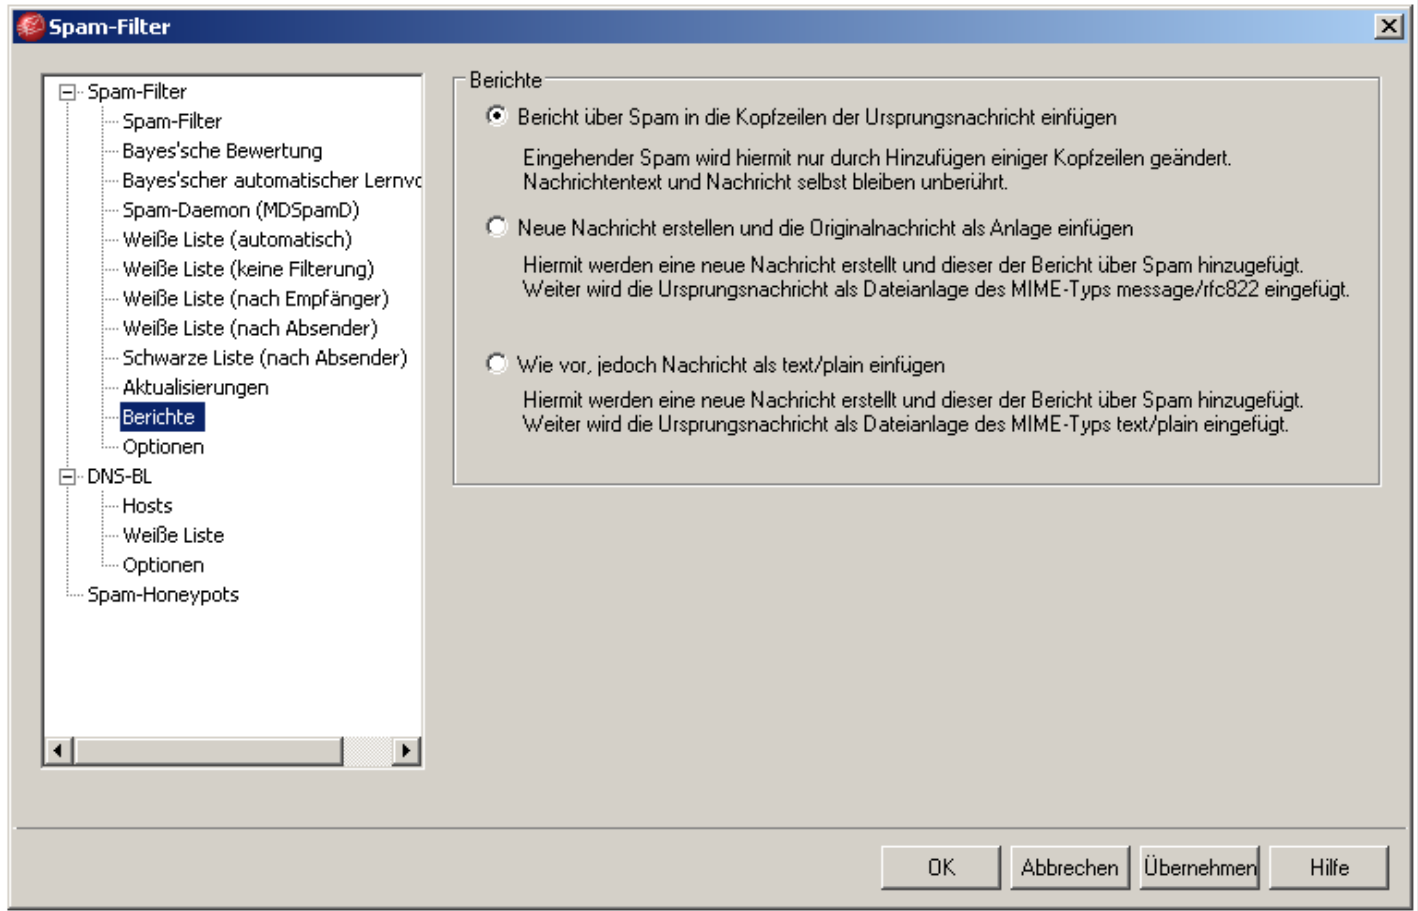 Spam-Filter
Spam-Filter
Spam-Filter
Bayes'sche Bewertung
Bayes'scher automatischer Lernvo
Spam-Daemon (MDSpamD)
Weiße Liste (automatisch)
Weiße Liste (keine Filterung)
Weiße Liste (nach Empfänger)
Weiße Liste (nach Absender)
Schwarze Liste (nach Absender)
Aktualisierungen
Berichte
Optionen
DNS-BL
Hosts
Weiße Liste
Optionen
Spam-Honeypots
Berichte
Bericht über Spam in die Kopfzeilen der Ursprungsnachricht einfügen
Eingehender Spam wird hiermit nur durch Hinzufügen einiger Kopfzeilen geändert.
Nachrichtentext und Nachricht selbst bleiben unberührt.
Neue Nachricht erstellen und die Originalnachricht als Anlage einfügen
Hiermit werden eine neue Nachricht erstellt und dieser der Bericht über Spam hinzugefügt.
Weiter wird die Ursprungsnachricht als Dateianlage des MIME-Typs message/rfc822 eingefügt.
Wie vor, jedoch Nachricht als text/plain einfügen
Hiermit werden eine neue Nachricht erstellt und dieser der Bericht über Spam hinzugefügt.
Weiter wird die Ursprungsnachricht als Dateianlage des MIME-Typs text/plain eingefügt.
OK
Abbrechen
Übernehmen
Hilfe